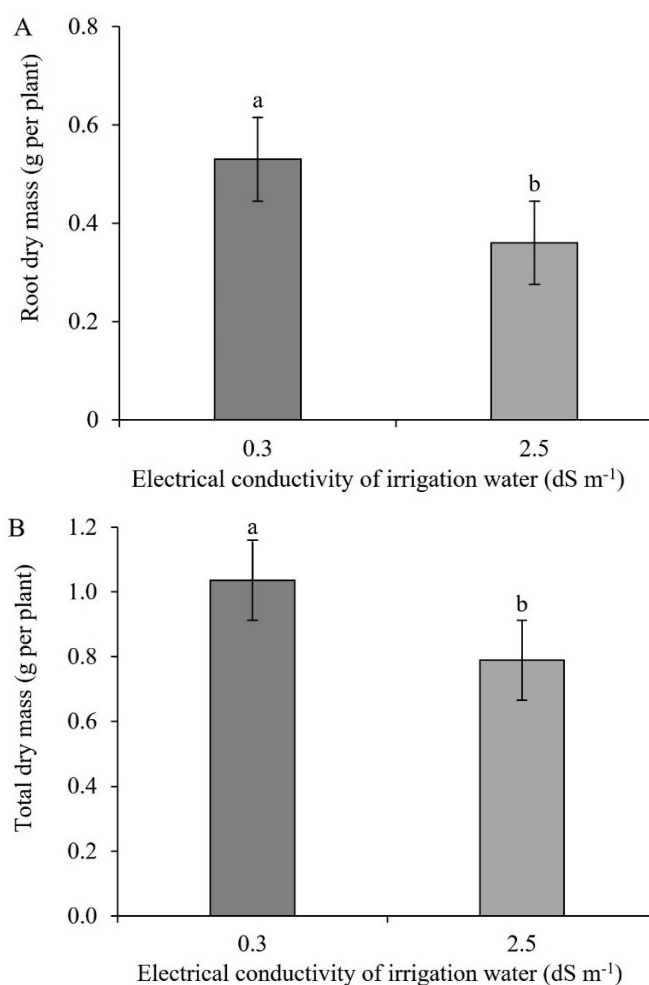 A
Root dry mass (g per plant)
0.8
0.6
0.4
0.2
0
a
b
0.3
2.5
Electrical conductivity of irrigation water (dS m⁻¹)
B
Total dry mass (g per plant)
1.2
1.0
0.8
0.6
0.4
0.2
0.0
a
b
0.3
2.5
Electrical conductivity of irrigation water (dS m⁻¹)